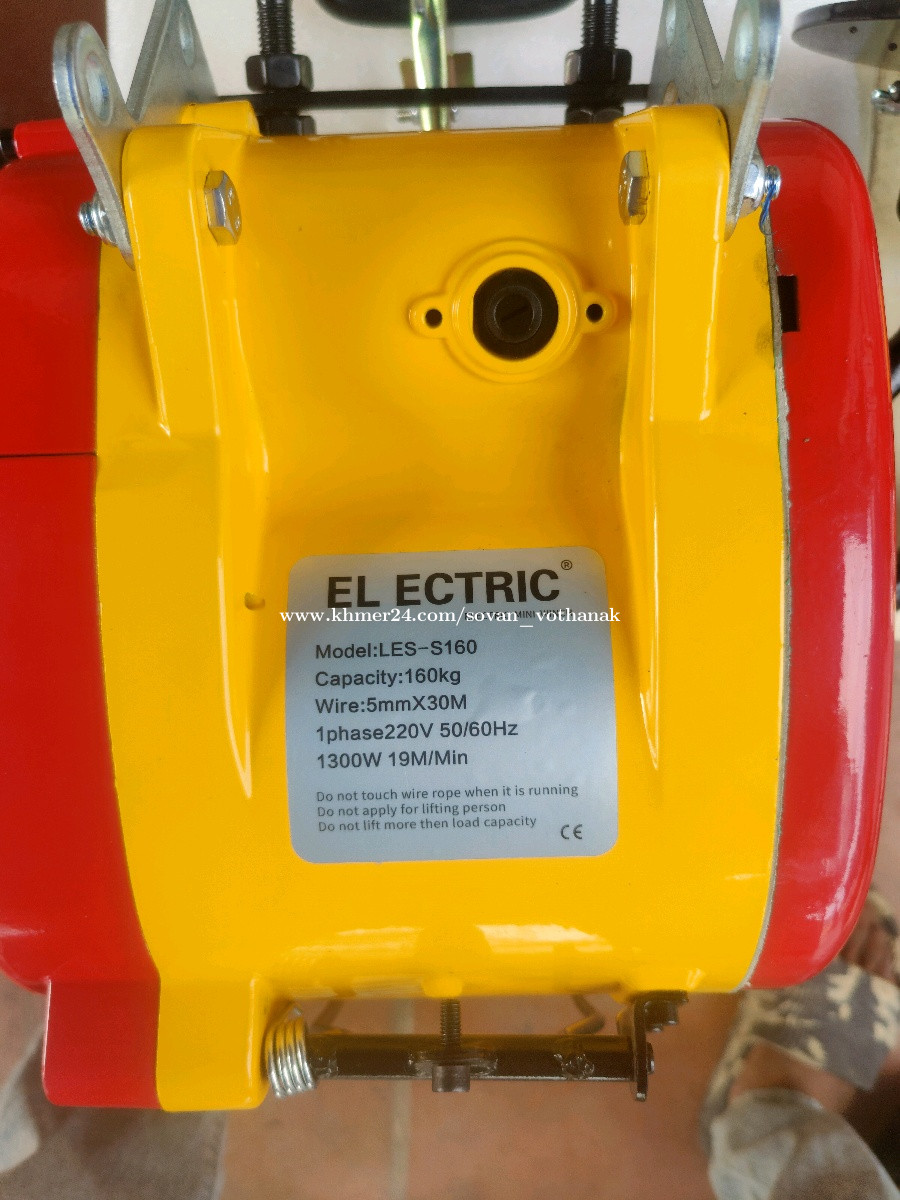 EL ECTRIC®
www.khmer24.com/sovan_vothanak
MINI
Model:LES-S160
Capacity:160kg
Wire:5mmX30M
1phase220V 50/60Hz
1300W 19M/Min
Do not touch wire rope when it is running
Do not apply for lifting person
Do not lift more then load capacity
CE